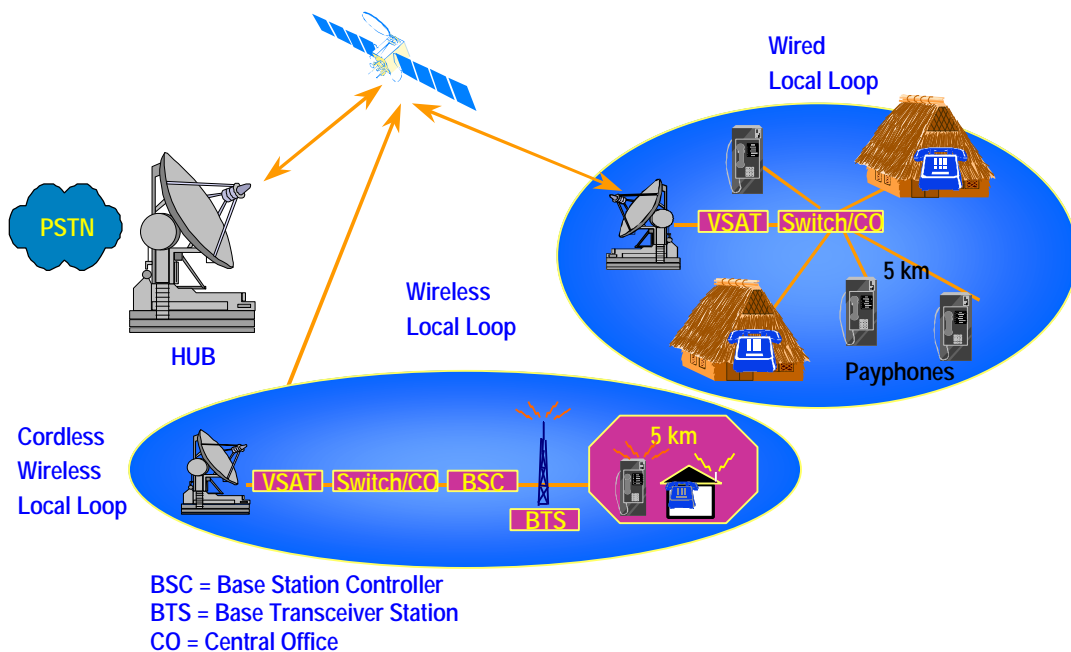 Wired
Local Loop
PSTN
VSAT
Switch/CO
5 km
Wireless
Local Loop
HUB
Payphones
Cordless
Wireless
Local Loop
5 km
VSAT
Switch/CO
BSC
BTS
BSC = Base Station Controller
BTS = Base Transceiver Station
CO = Central Office